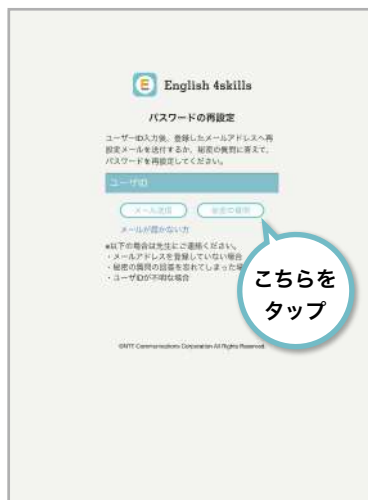 English 4skills
パスワードの再設定
ユーザーID入力後、登録したメールアドレスへ再
設定メールを送付するか、秘密の質問に答えて、
パスワードを再設定してください。
ユーザID
メール送信
秘密の質問
メールが届かない方
※以下の場合は先生にご連絡ください。
・メールアドレスを登録していない場合
・秘密の質問の回答を忘れてしまった場
・ユーザIDが不明な場合
こちらを
タップ
©NTT Communications Corporation All Rights Reserved.